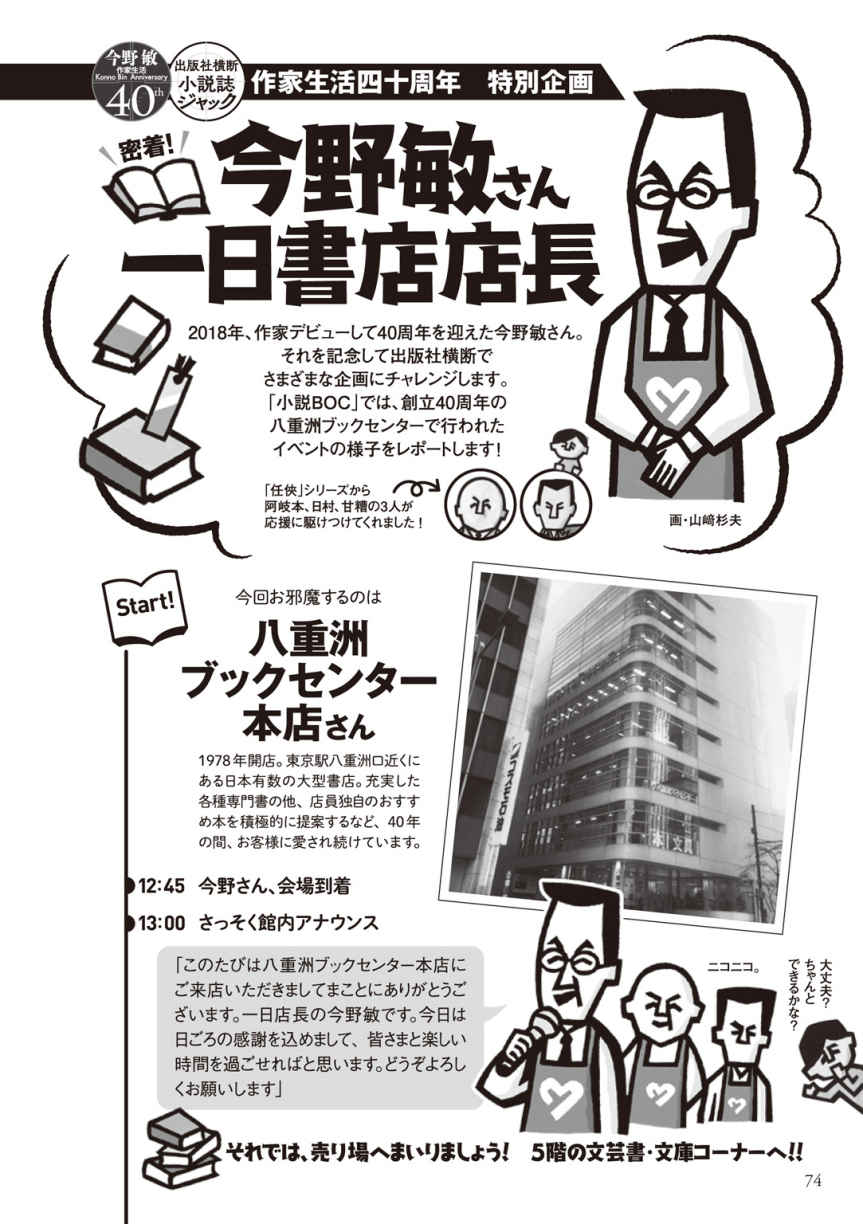 今野 敏
作家生活
Konno Bin Anniversary
40th
出版社横断
小説誌
ジャック
作家生活四十周年　特別企画
密着!
今野敏さん
一日書店店長
2018年、作家デビューして40周年を迎えた今野敏さん。
それを記念して出版社横断で
さまざまな企画にチャレンジします。
「小説BOC」では、創立40周年の
八重洲ブックセンターで行われた
イベントの様子をレポートします!
「任俠」シリーズから
阿岐本、日村、甘糟の3人が
応援に駆けつけてくれました!
画・山﨑杉夫
Start!
今回お邪魔するのは
八重洲
ブックセンター
本店さん
1978年開店。東京駅八重洲口近くに
ある日本有数の大型書店。充実した
各種専門書の他、店員独自のおすす
め本を積極的に提案するなど、40年
の間、お客様に愛され続けています。
本 文具
12:45 今野さん、会場到着
13:00 さっそく館内アナウンス
「このたびは八重洲ブックセンター本店に
ご来店いただきましてまことにありがとうご
ざいます。一日店長の今野敏です。今日は
日ごろの感謝を込めまして、皆さまと楽しい
時間を過ごせればと思います。どうぞよろし
くお願いします」
ニコニコ。
大丈夫?
ちゃんと
できるかな?
それでは、売り場へまいりましょう!　5階の文芸書・文庫コーナーへ!!
74